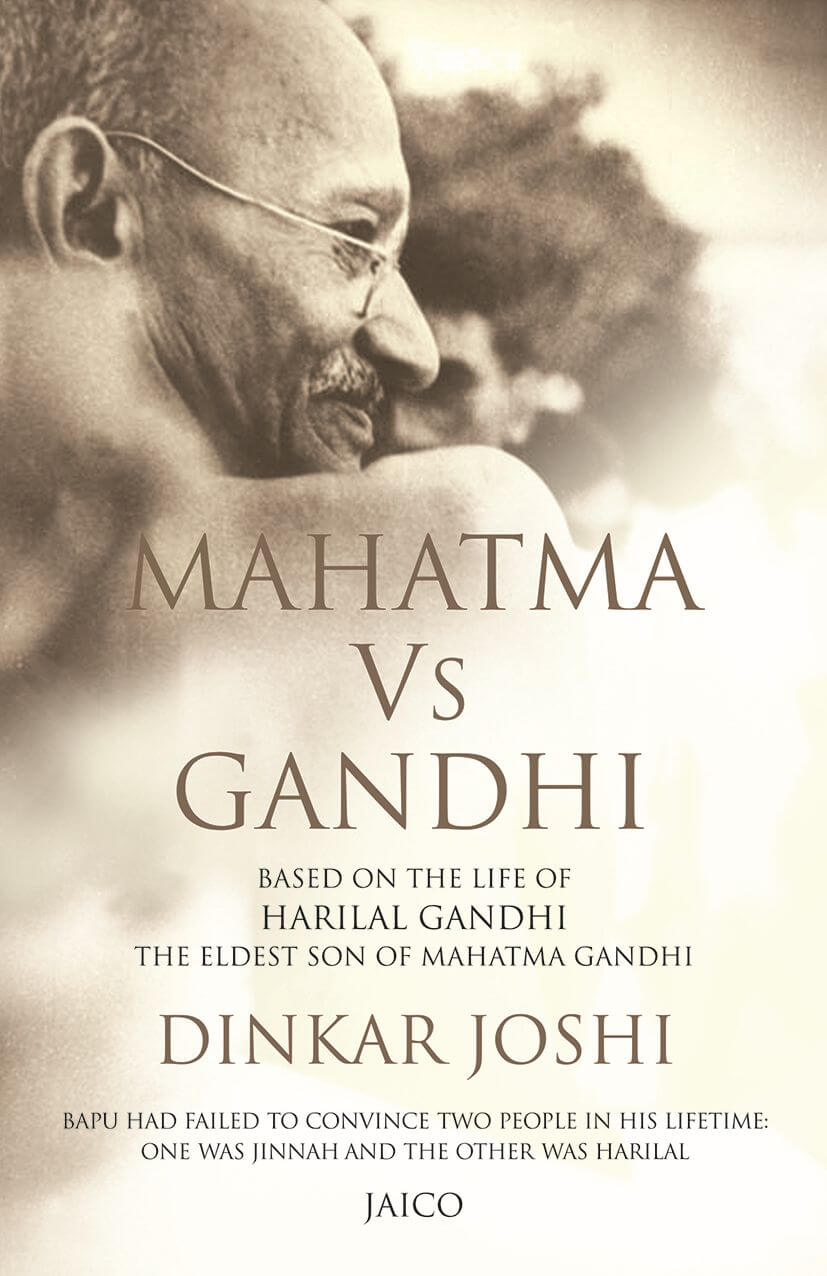 MAHATMA
VS
GANDHI
BASED ON THE LIFE OF
HARILAL GANDHI
THE ELDEST SON OF MAHATMA GANDHI
DINKAR JOSHI
BAPU HAD FAILED TO CONVINCE TWO PEOPLE IN HIS LIFETIME:
ONE WAS JINNAH AND THE OTHER WAS HARILAL
JAICO